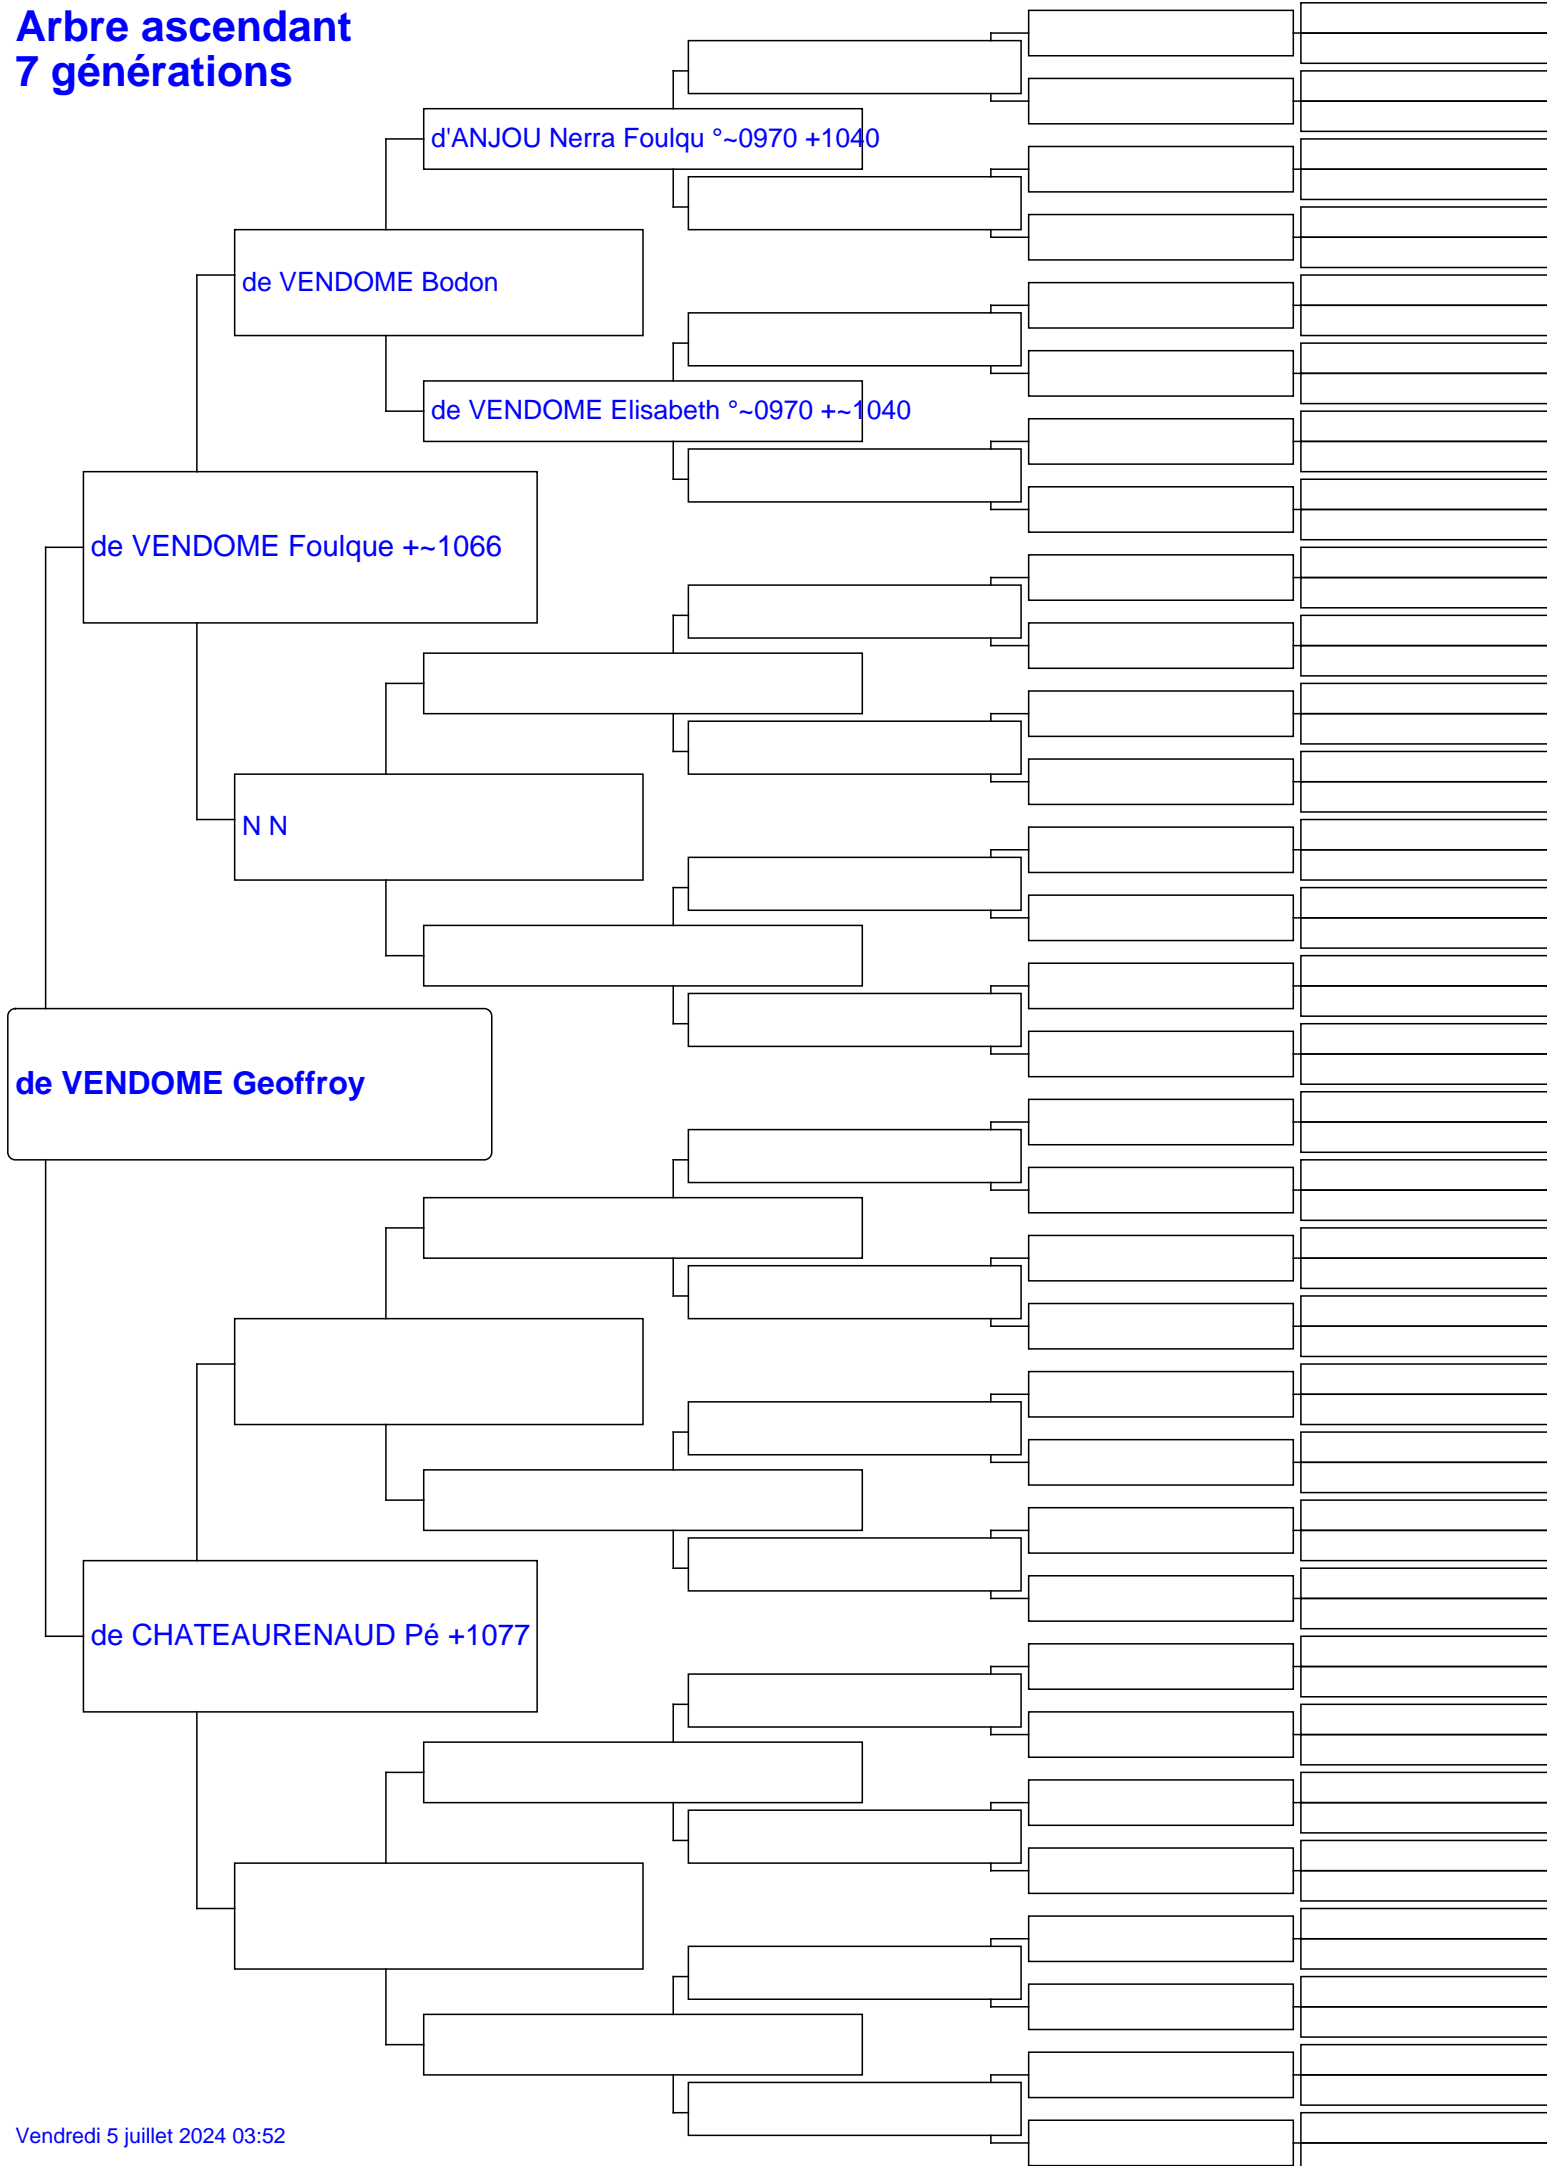 Arbre ascendant
7 générations
d'ANJOU Nerra Foulqu °~0970 +1040
de VENDOME Bodon
de VENDOME Elisabeth °~0970 +~1040
de VENDOME Foulque +~1066
N N
de VENDOME Geoffroy
de CHATEAURENAUD Pé +1077
Vendredi 5 juillet 2024 03:52